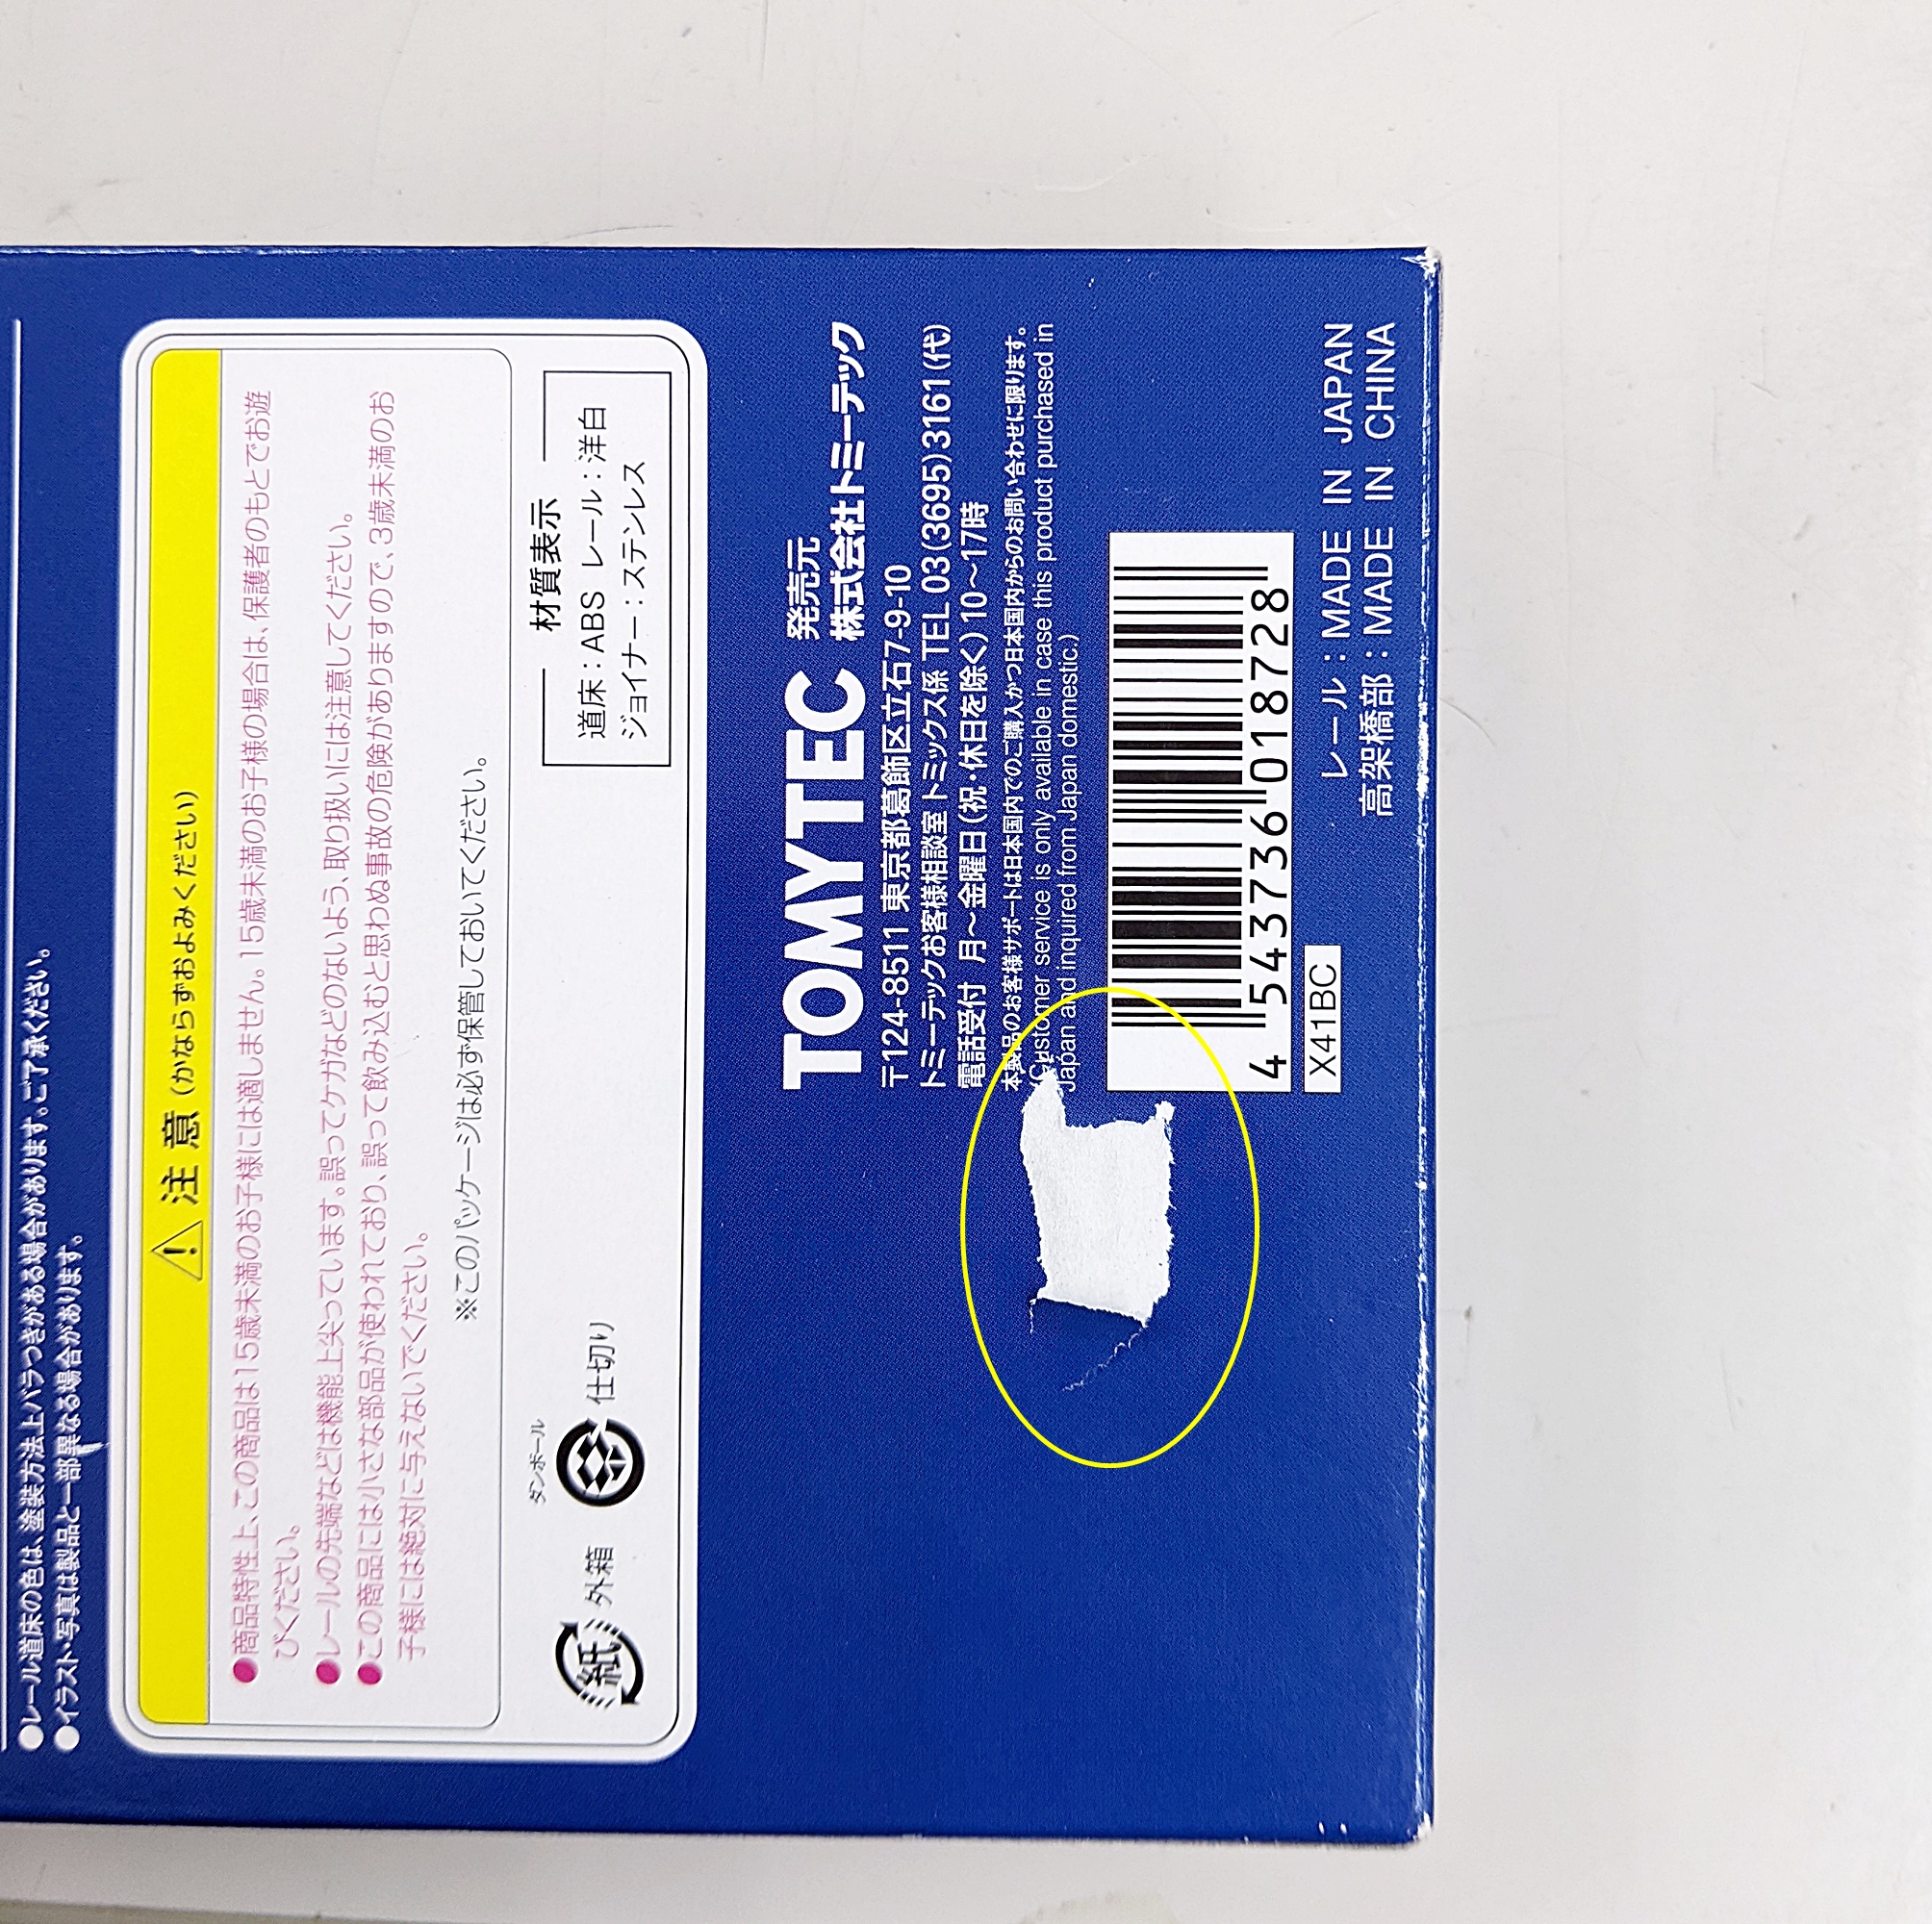 ●レール道床の色は、塗装方法上バラつきがある場合があります。ご了承ください。
●イラスト・写真は製品と一部異なる場合があります。
注 意 (かならずおよみください)
●商品特性上、この商品は15歳未満のお子様には適しません。15歳未満のお子様の場合は、保護者のもとでお遊
びください。
●レールの先端などは機能上尖っています。誤ってケガなどのないよう、取り扱いには注意してください。
●この商品には小さな部品が使われており、誤って飲み込むと思わぬ事故の危険がありますので、3歳未満のお
子様には絶対に与えないでください。
※このパッケージは必ず保管しておいてください。
紙 外箱
ダンボール
仕切り
材質表示
道床：ABS レール：洋白
ジョイナー：ステンレス
TOMYTEC
発売元
株式会社トミーテック
〒124-8511 東京都葛飾区立石7-9-10
トミーテックお客様相談室 トミックス係 TEL 03(3695)3161(代)
電話受付 月～金曜日(祝・休日を除く)10～17時
本製品のお客様サポートは日本国内でのご購入かつ日本国内からのお問い合わせに限ります。
(Customer service is only available in case this product purchased in
Japan and inquired from Japan domestic.)
4 543736 018728
X41BC
レール：MADE IN JAPAN
高架橋部：MADE IN CHINA